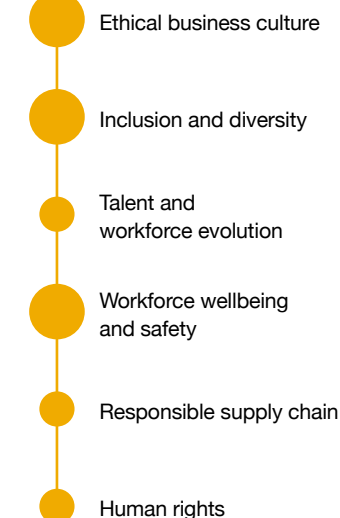 Ethical business culture
Inclusion and diversity
Talent and
workforce evolution
Workforce wellbeing
and safety
Responsible supply chain
Human rights